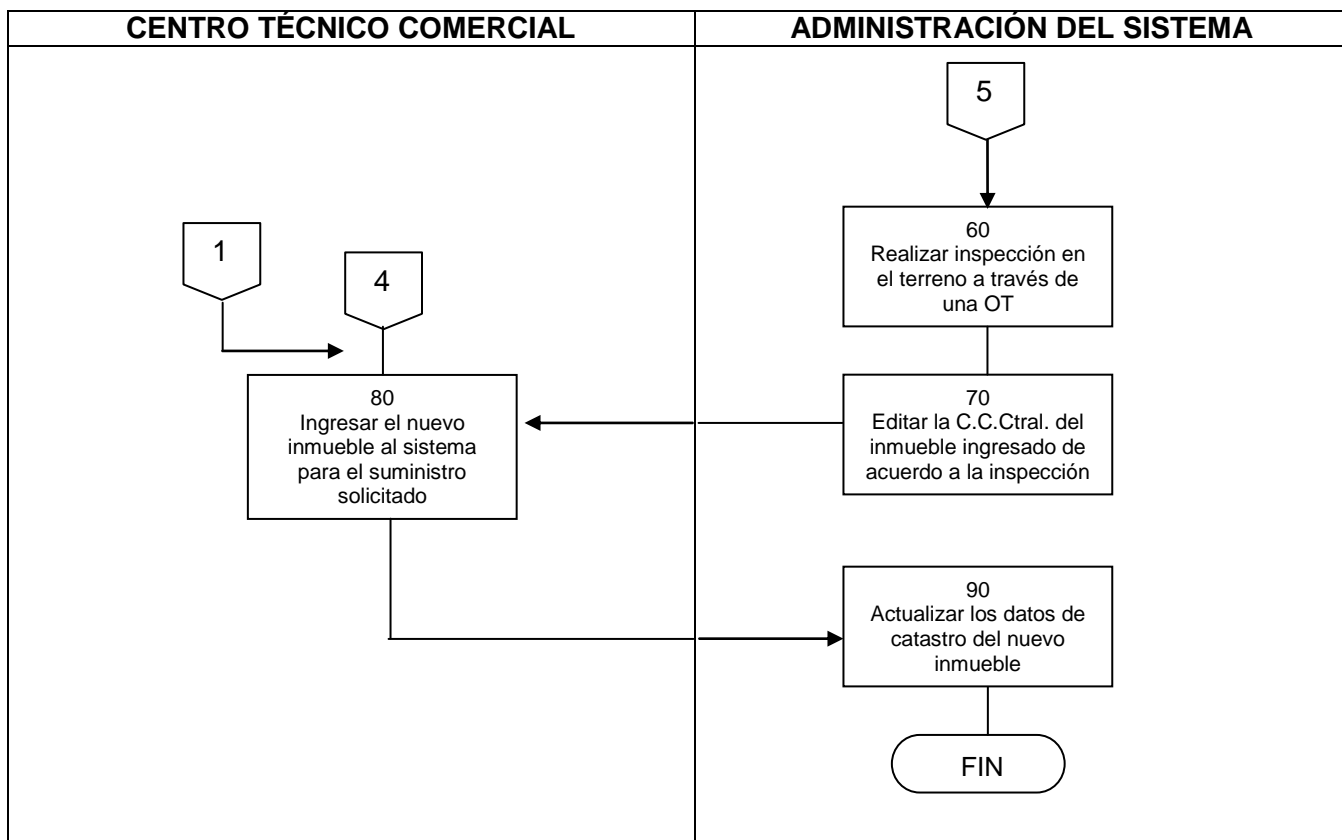 CENTRO TÉCNICO COMERCIAL
ADMINISTRACIÓN DEL SISTEMA
5
60
Realizar inspección en
el terreno a través de
una OT
1
4
80
Ingresar el nuevo
inmueble al sistema
para el suministro
solicitado
70
Editar la C.C.Ctral. del
inmueble ingresado de
acuerdo a la inspección
90
Actualizar los datos de
catastro del nuevo
inmueble
FIN